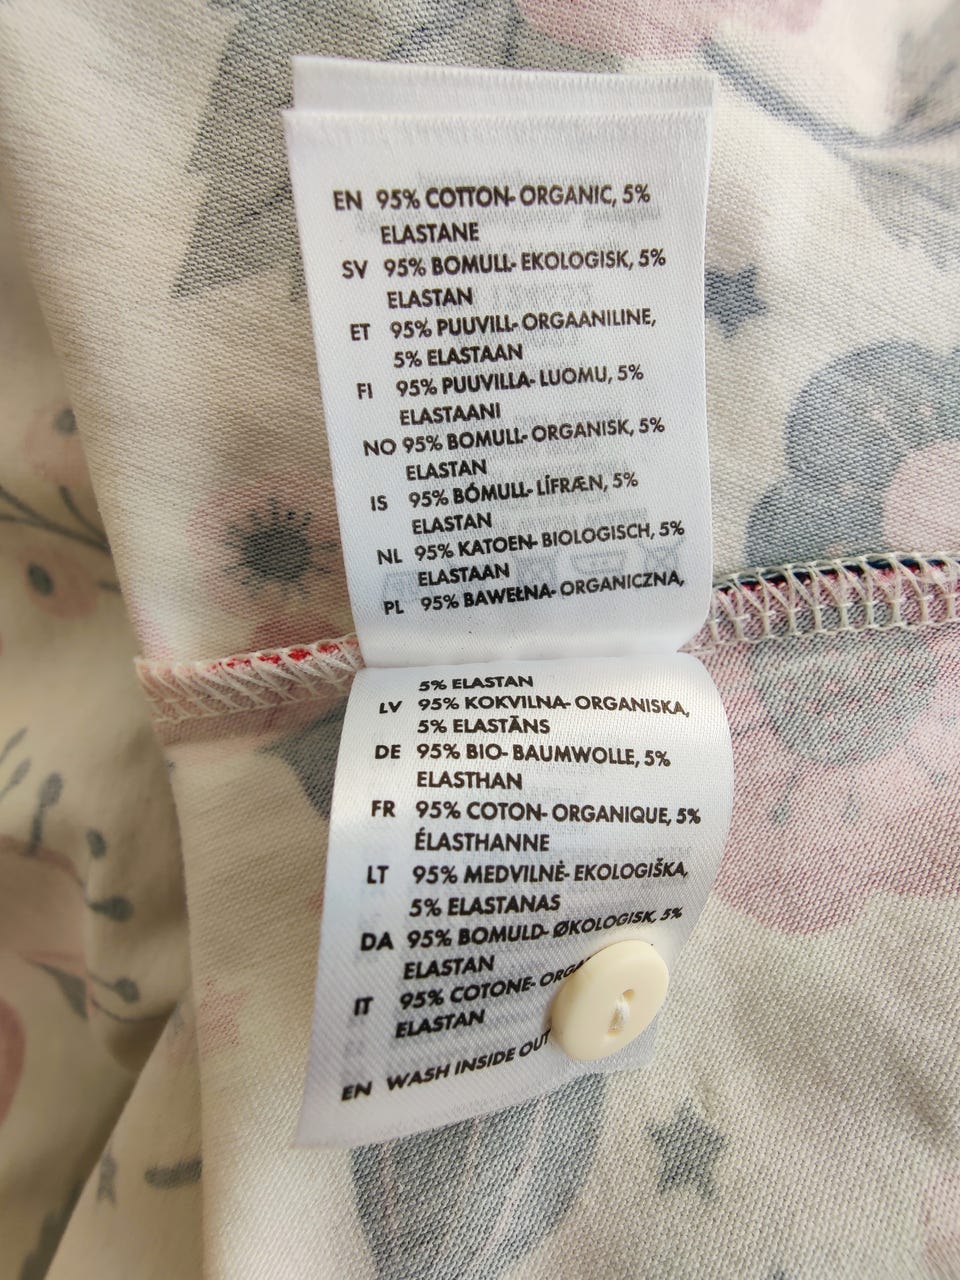 EN 95% COTTON- ORGANIC, 5%
ELASTANE
SV 95% BOMULL- EKOLOGISK, 5%
ELASTAN
ET 95% PUUVILL- ORGAANILINE,
5% ELASTAAN
FI 95% PUUVILLA- LUOMU, 5%
ELASTAANI
NO 95% BOMULL- ORGANISK, 5%
ELASTAN
IS 95% BÓMULL- LÍFRÆN, 5%
ELASTAN
NL 95% KATOEN- BIOLOGISCH, 5%
ELASTAAN
PL 95% BAWEŁNA- ORGANICZNA,
5% ELASTAN
LV 95% KOKVILNA- ORGANISKA,
5% ELASTĀNS
DE 95% BIO- BAUMWOLLE, 5%
ELASTHAN
FR 95% COTON- ORGANIQUE, 5%
ÉLASTHANNE
LT 95% MEDVILNĖ- EKOLOGIŠKA,
5% ELASTANAS
DA 95% BOMULD- ØKOLOGISK, 5%
ELASTAN
IT 95% COTONE-
ELASTAN
EN WASH INSIDE OUT